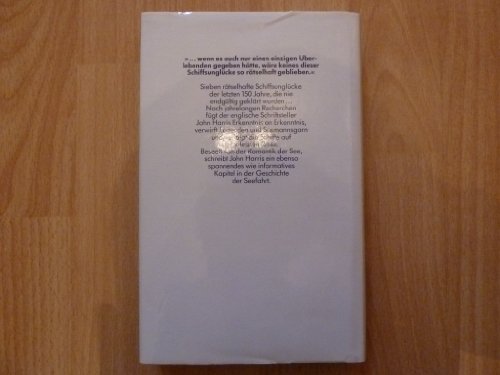 »... wenn es auch nur einen einzigen Über-
lebenden gegeben hätte, wäre keines dieser
Schiffsunglücke so rätselhaft geblieben.«
Sieben rätselhafte Schiffsunglücke
der letzten 150 Jahre, die nie
endgültig geklärt wurden...
Nach jahrelangen Recherchen
fügt der englische Schriftsteller
John Harris Erkenntnis an Erkenntnis,
verwirft Legenden und Seemannsgarn
auf
der Romantik der See,
schreibt John Harris ein ebenso
spannendes wie informatives
Kapitel in der Geschichte
der Seefahrt.